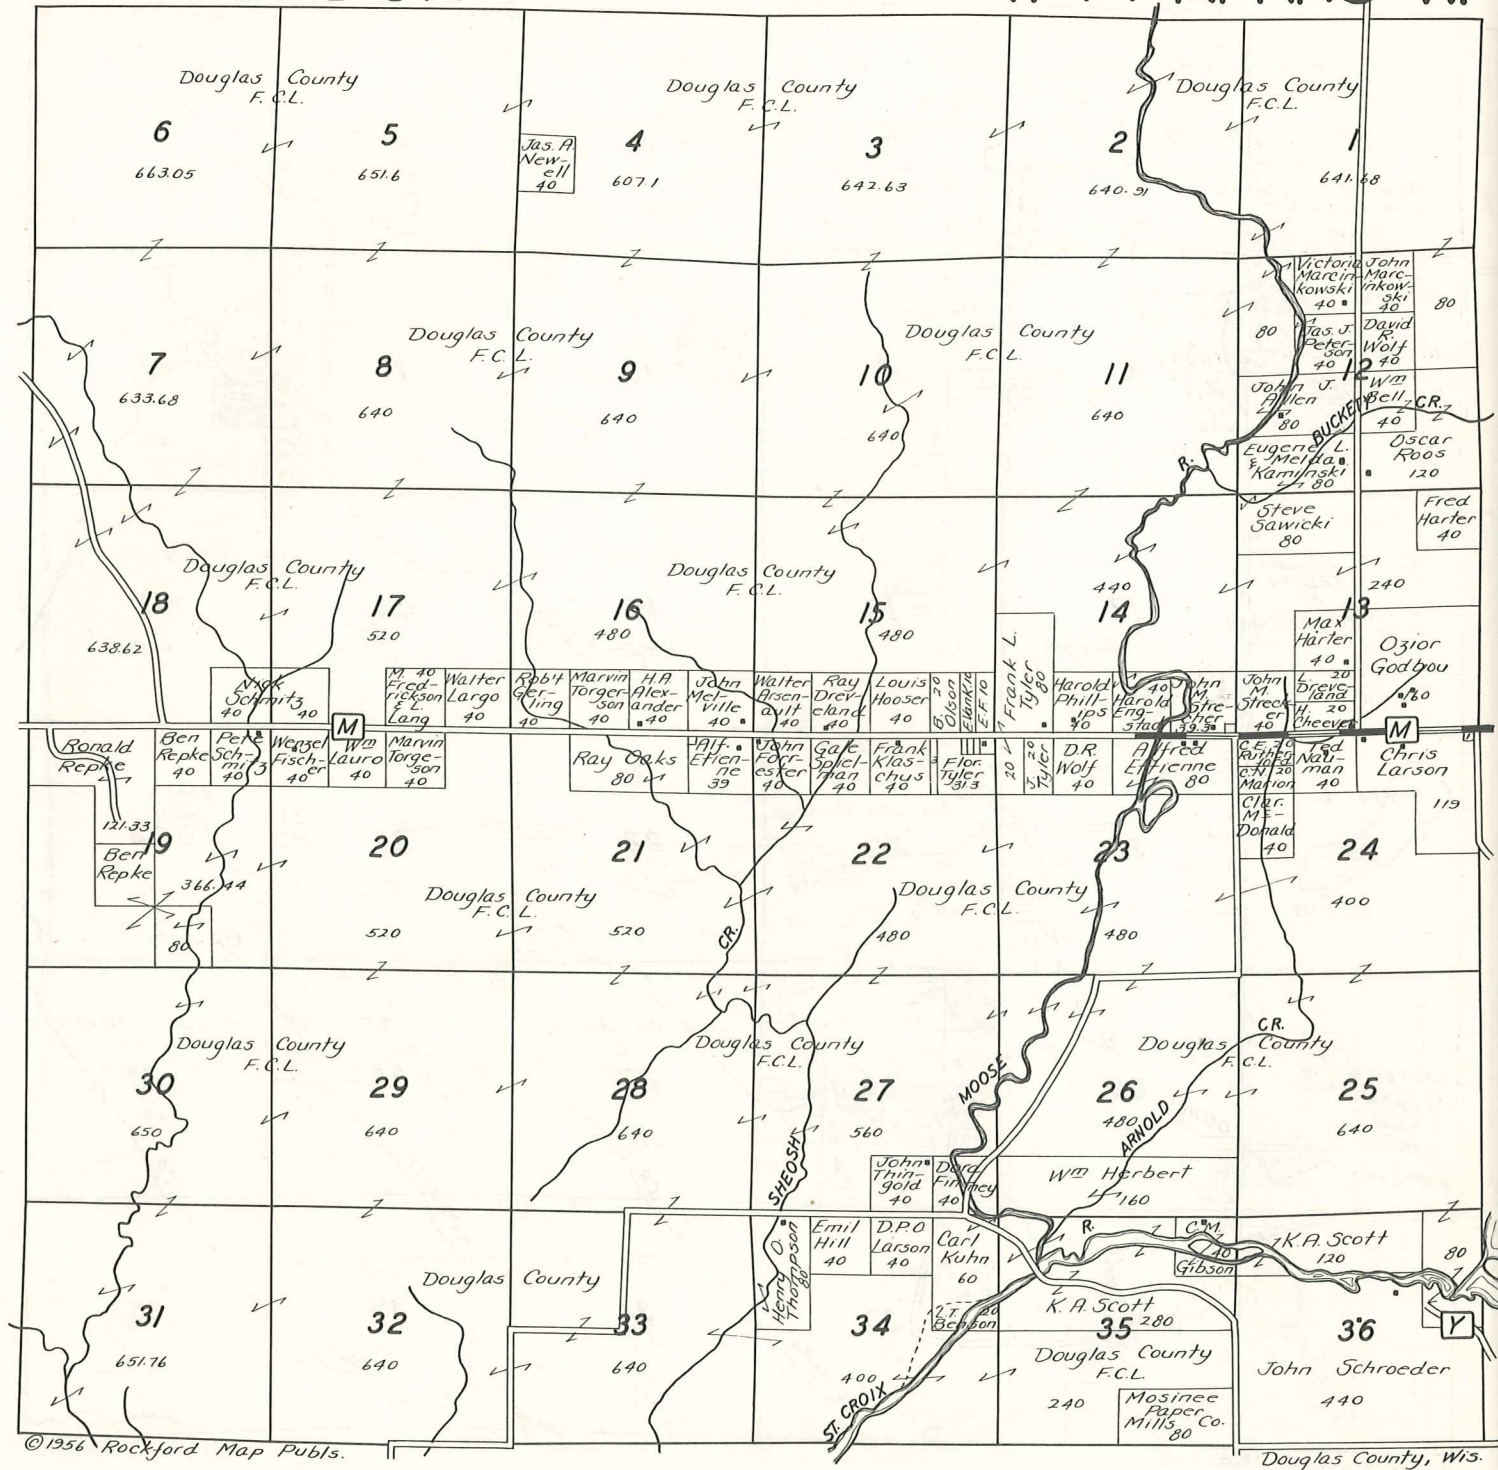 Douglas County
F.C.L.
Douglas County
F.C.L.
Douglas County
F.C.L.
6
663.05
5
651.6
Jas. A.
New-
ell
40
4
607.1
3
642.63
2
640.91
1
641.68
Victoria
Marcin-
kowski
40
John
Marc-
inkow-
ski
40
80
80
Jas. J.
Peter-
son
40
David
R.
Wolf
40
Douglas County
F.C.L.
Douglas County
F.C.L.
7
633.68
8
640
9
640
10
640
11
640
12
John J.
Allen
80
Wm
Bell
40
BUCKETY CR.
R.
Eugene L.
& Melda
Kaminski
80
Oscar
Roos
120
Steve
Sawicki
80
Fred
Harter
40
Douglas County
F.C.L.
Douglas County
F.C.L.
18
638.62
17
520
16
480
15
480
440
14
240
13
Max
Harter
40
Ozior
Godbou
Nick
Schmitz
40
40
M. 40
Fred-
rickson
& L.
Lang
Walter
Largo
40
Robt
Ger-
ling
40
Marvin
Torger-
son
40
H.A
Alex-
ander
40
John
Mel-
ville
40
Walter
Arsen-
ault
40
Ray
Drev-
eland
40
Louis
Hooser
40
B. 20
Olson
E.F. 10
Frank L.
Tyler
80
Harold
Phill-
ips
40
40
Harold
Eng-
stad
John
M.
Stre-
cher
39.5
John
M.
Streck-
er
40
L. 20
Dreve-
land
H. 20
Cheever
M
M
Ronald
Repke
121.33
Ben
Repke
40
Pete
Sch-
mitz
40
Wenzel
Fisch-
er
40
Wm
Lauro
40
Marvin
Torge-
son
40
Ray Oaks
80
Alf.
Etien-
ne
39
John
Forr-
ester
40
Gale
Spiel-
man
40
Frank
Klas-
chus
40
Flor.
Tyler
31.3
20
J. 20
Tyler
D.R.
Wolf
40
Alfred
Etienne
80
C.N. 20
Marion
Ted
Nau-
man
40
Chris
Larson
119
Clar.
Mc-
Donald
40
19
Ben
Repke
366.44
80
20
520
21
520
22
480
23
480
24
400
Douglas County
F.C.L.
Douglas County
F.C.L.
CR.
Douglas County
F.C.L.
Douglas County
F.C.L.
Douglas County
F.C.L.
CR.
30
650
29
640
28
640
27
560
26
480
25
640
MOOSE
ARNOLD
SHEOSH
John
Thin-
gold
40
Dora
Finney
40
Wm Herbert
160
Henry O.
Thompson
80
Emil
Hill
40
D.P.O
Larson
40
Carl
Kuhn
60
R.
C.M.
40
Gibson
K.A. Scott
120
80
Douglas County
31
651.76
32
640
33
640
34
400
L.T. 20
Benson
K. A. Scott
280
35
36
Y
Douglas County
F.C.L.
240
John Schroeder
440
Mosinee
Paper
Mills Co.
80
ST. CROIX
©1956 Rockford Map Publs.
Douglas County, Wis.